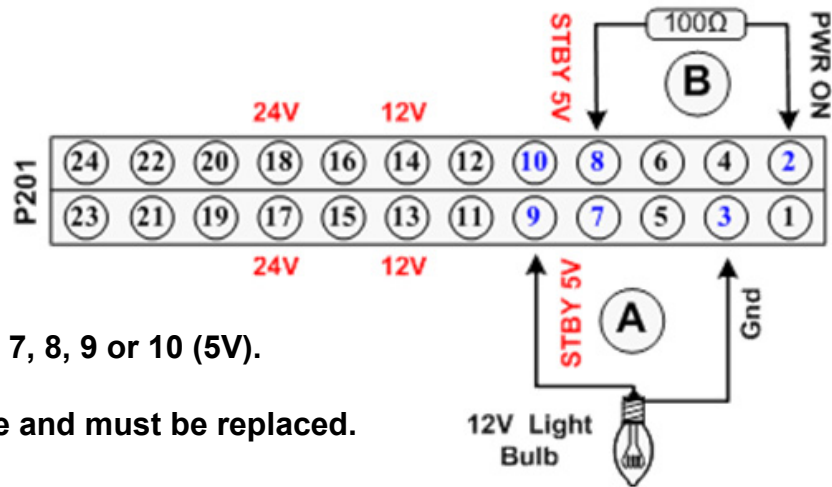 100Ω
STBY 5V
PWR ON
B
24V 12V
P201
24 22 20 18 16 14 12 10 8 6 4 2
23 21 19 17 15 13 11 9 7 5 3 1
24V 12V
STBY 5V
A
Gnd
7, 8, 9 or 10 (5V).
e and must be replaced.
12V Light
Bulb